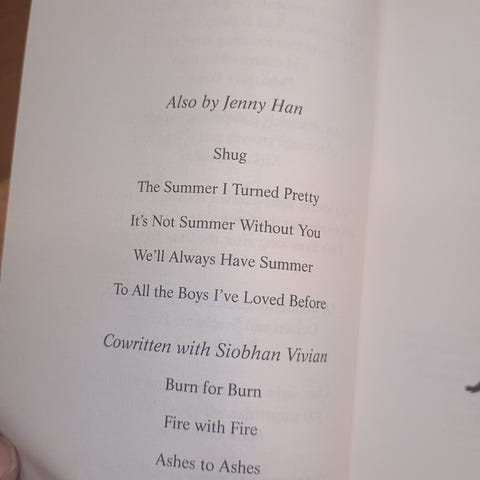 Also by Jenny Han
Shug
The Summer I Turned Pretty
It's Not Summer Without You
We'll Always Have Summer
To All the Boys I've Loved Before
Cowritten with Siobhan Vivian
Burn for Burn
Fire with Fire
Ashes to Ashes